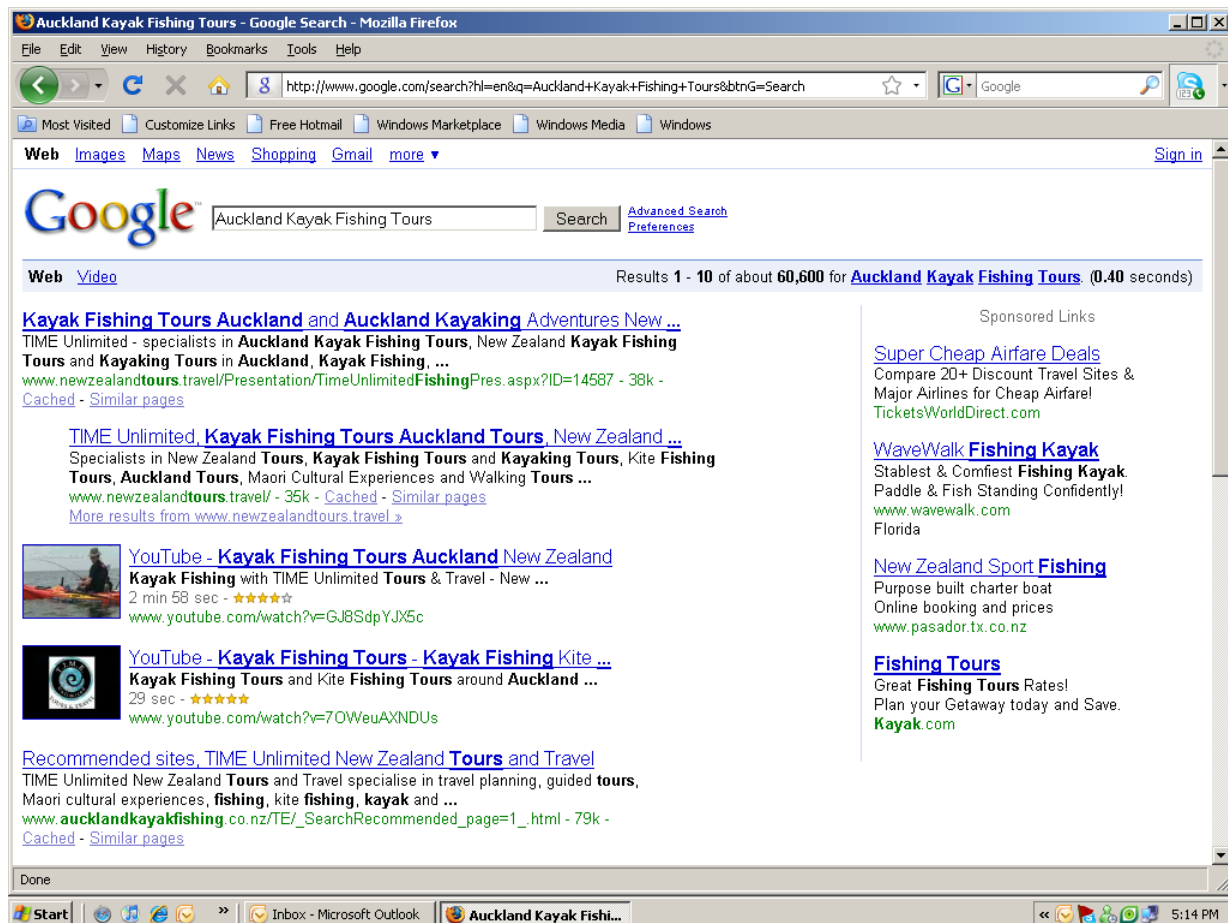 Auckland Kayak Fishing Tours - Google Search - Mozilla Firefox
File Edit View History Bookmarks Tools Help
http://www.google.com/search?hl=en&q=Auckland+Kayak+Fishing+Tours&btnG=Search
G Google
Most Visited Customize Links Free Hotmail Windows Marketplace Windows Media Windows
Web Images Maps News Shopping Gmail more ▼ Sign in
Google™ Auckland Kayak Fishing Tours Search
Advanced Search
Preferences
Web Video Results 1 - 10 of about 60,600 for Auckland Kayak Fishing Tours. (0.40 seconds)
Kayak Fishing Tours Auckland and Auckland Kayaking Adventures New ...
TIME Unlimited - specialists in Auckland Kayak Fishing Tours, New Zealand Kayak Fishing
Tours and Kayaking Tours in Auckland, Kayak Fishing, ...
www.newzealandtours.travel/Presentation/TimeUnlimitedFishingPres.aspx?ID=14587 - 38k -
Cached - Similar pages
TIME Unlimited, Kayak Fishing Tours Auckland Tours, New Zealand ...
Specialists in New Zealand Tours, Kayak Fishing Tours and Kayaking Tours, Kite Fishing
Tours, Auckland Tours, Maori Cultural Experiences and Walking Tours ...
www.newzealandtours.travel/ - 35k - Cached - Similar pages
More results from www.newzealandtours.travel »
YouTube - Kayak Fishing Tours Auckland New Zealand
Kayak Fishing with TIME Unlimited Tours & Travel - New ...
2 min 58 sec -
www.youtube.com/watch?v=GJ8SdpYJX5c
YouTube - Kayak Fishing Tours - Kayak Fishing Kite ...
Kayak Fishing Tours and Kite Fishing Tours around Auckland ...
29 sec -
www.youtube.com/watch?v=7OWeuAXNDUs
Recommended sites, TIME Unlimited New Zealand Tours and Travel
TIME Unlimited New Zealand Tours and Travel specialise in travel planning, guided tours,
Maori cultural experiences, fishing, kite fishing, kayak and ...
www.aucklandkayakfishing.co.nz/TE/_SearchRecommended_page=1_.html - 79k -
Cached - Similar pages
Sponsored Links
Super Cheap Airfare Deals
Compare 20+ Discount Travel Sites &
Major Airlines for Cheap Airfare!
TicketsWorldDirect.com
WaveWalk Fishing Kayak
Stablest & Comfiest Fishing Kayak.
Paddle & Fish Standing Confidently!
www.wavewalk.com
Florida
New Zealand Sport Fishing
Purpose built charter boat
Online booking and prices
www.pasador.tx.co.nz
Fishing Tours
Great Fishing Tours Rates!
Plan your Getaway today and Save.
Kayak.com
Done
Start » Inbox - Microsoft Outlook Auckland Kayak Fishi... « 5:14 PM